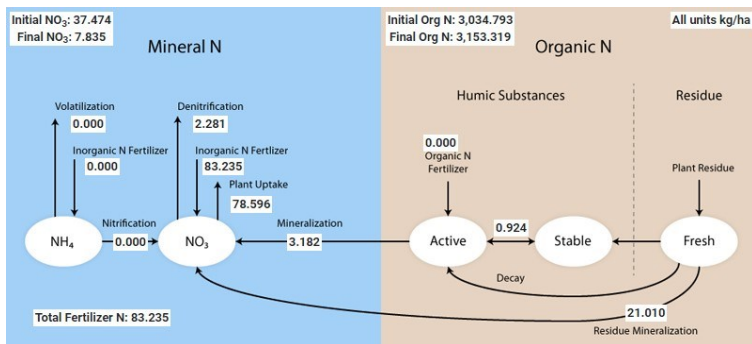 Initial NO3: 37.474
Final NO3: 7.835
Mineral N
Initial Org N: 3,034.793
Final Org N: 3,153.319
Organic N
All units kg/ha
Humic Substances
Residue
Volatilization
0.000
Inorganic N Fertilizer
0.000
Denitrification
2.281
Inorganic N Fertlizer
83.235
Plant Uptake
78.596
0.000
Organic N
Fertilizer
Plant Residue
NH4
Nitrification
0.000
NO3
Mineralization
3.182
Active
0.924
Stable
Fresh
Decay
21.010
Residue Mineralization
Total Fertilizer N: 83.235